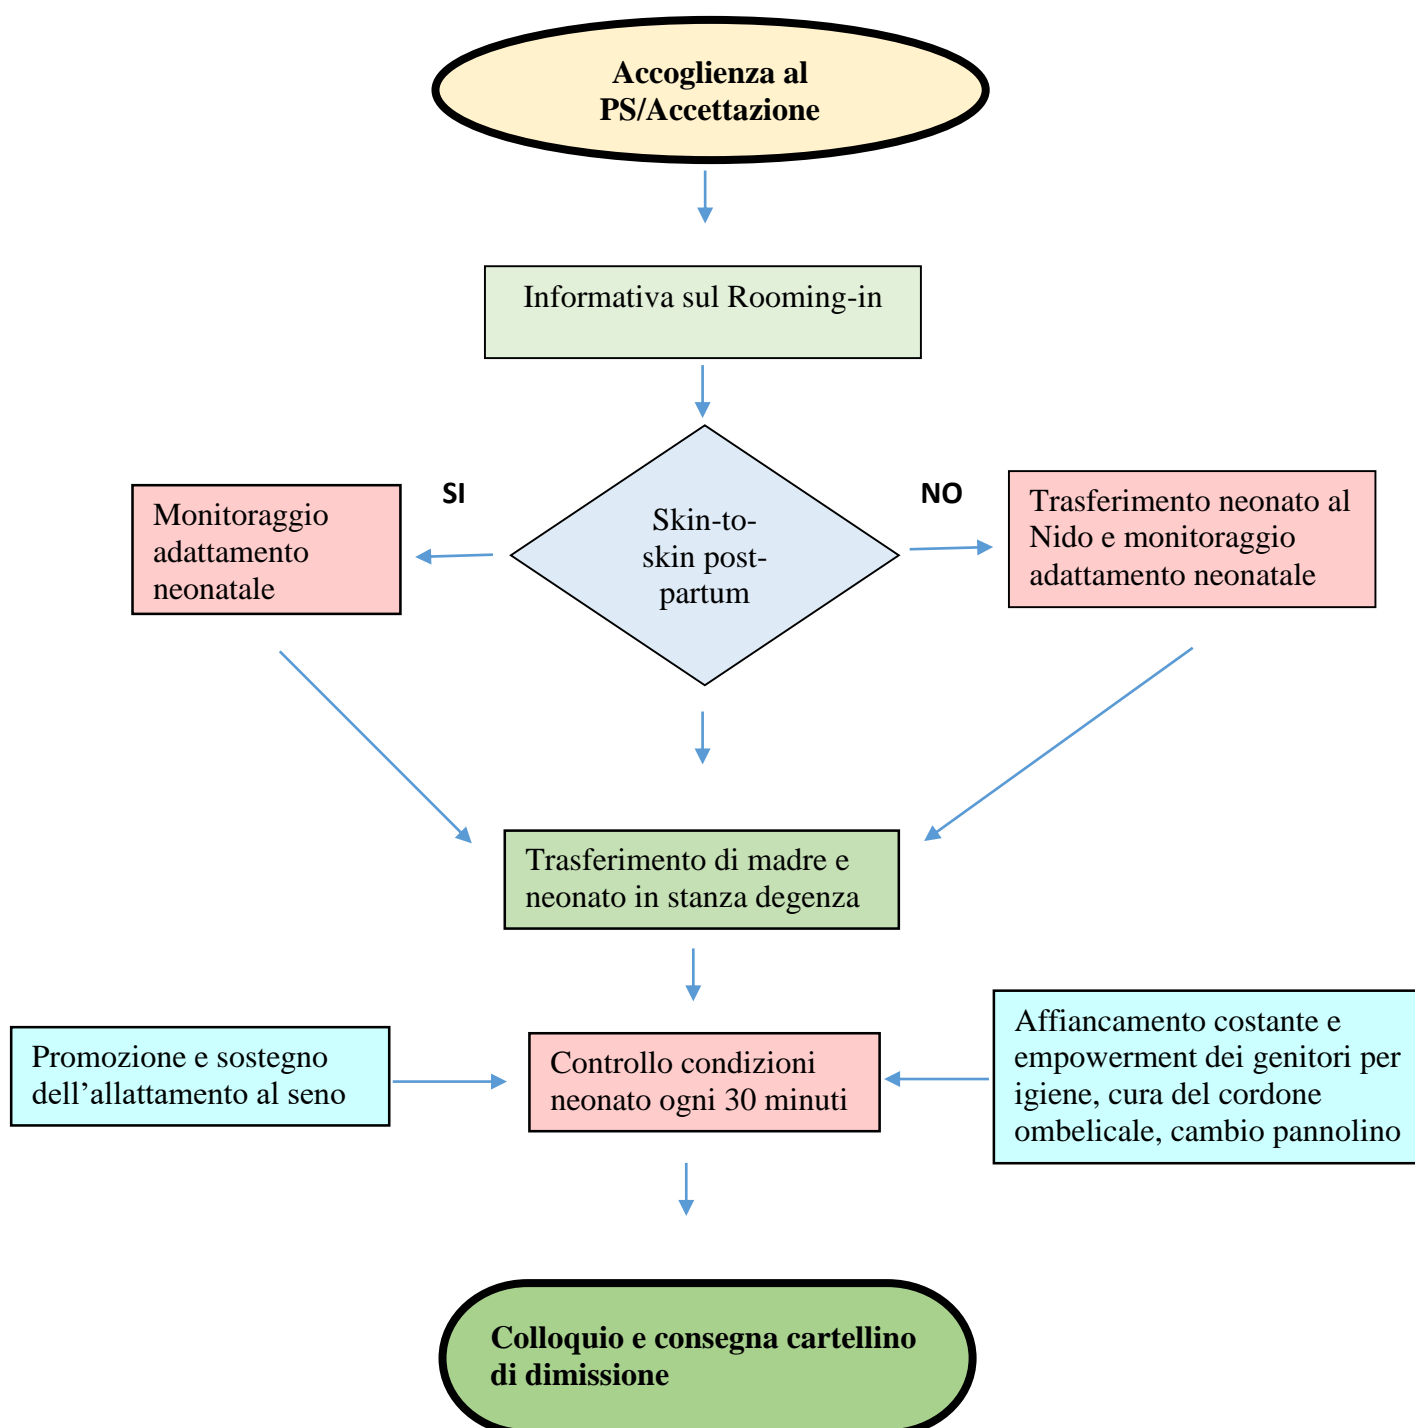 Accoglienza al
PS/Accettazione
Informativa sul Rooming-in
SI
NO
Monitoraggio
adattamento
neonatale
Skin-to-
skin post-
partum
Trasferimento neonato al
Nido e monitoraggio
adattamento neonatale
Trasferimento di madre e
neonato in stanza degenza
Promozione e sostegno
dell’allattamento al seno
Controllo condizioni
neonato ogni 30 minuti
Affiancamento costante e
empowerment dei genitori per
igiene, cura del cordone
ombelicale, cambio pannolino
Colloquio e consegna cartellino
di dimissione